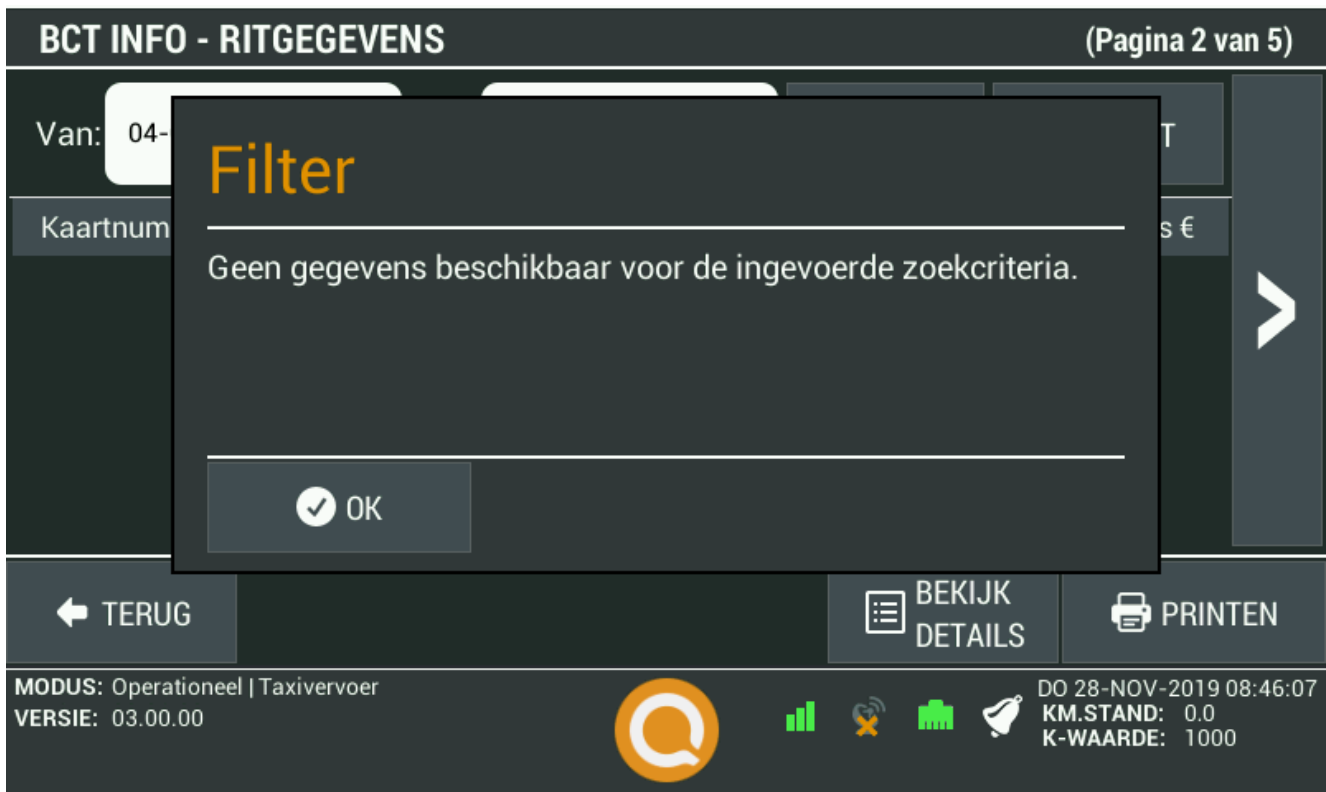 BCT INFO - RITGEGEVENS (Pagina 2 van 5)
Van: 04-
Filter
Geen gegevens beschikbaar voor de ingevoerde zoekcriteria.
OK
TERUG
BEKIJK
DETAILS
PRINTEN
MODUS: Operationeel | Taxivervoer
VERSIE: 03.00.00
DO 28-NOV-2019 08:46:07
KM.STAND: 0.0
K-WAARDE: 1000